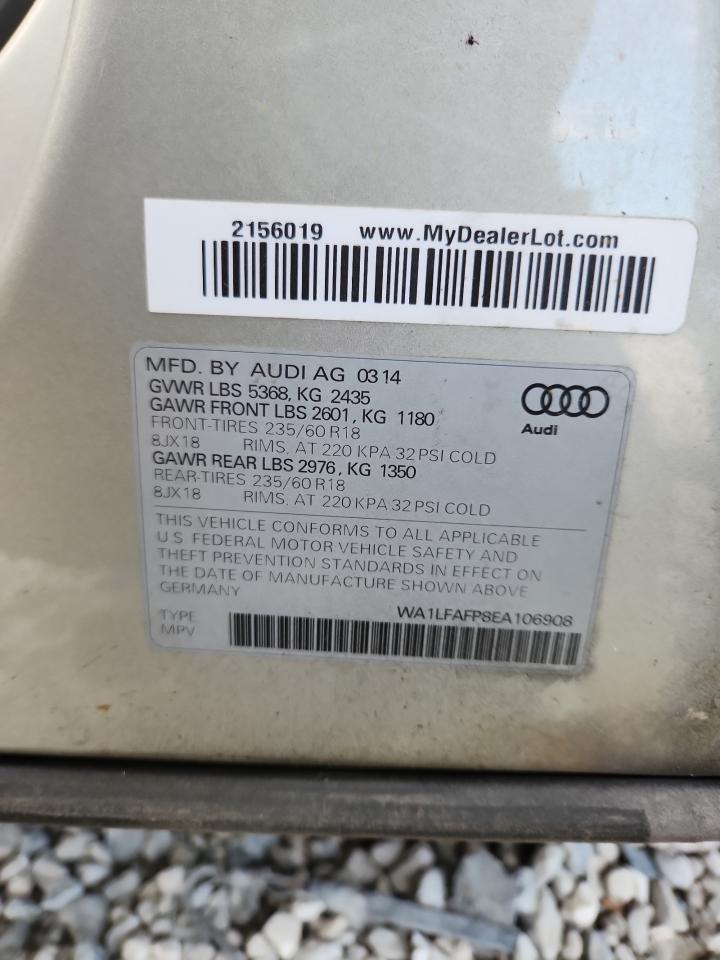 2156019 www.MyDealerLot.com
MFD. BY AUDI AG 0314
GVWR LBS 5368, KG 2435
GAWR FRONT LBS 2601, KG 1180
FRONT-TIRES 235/60 R18
8JX18 RIMS, AT 220 KPA 32 PSI COLD
GAWR REAR LBS 2976, KG 1350
REAR-TIRES 235/60 R18
8JX18 RIMS, AT 220 KPA 32 PSI COLD
Audi
THIS VEHICLE CONFORMS TO ALL APPLICABLE
U.S. FEDERAL MOTOR VEHICLE SAFETY AND
THEFT PREVENTION STANDARDS IN EFFECT ON
THE DATE OF MANUFACTURE SHOWN ABOVE
GERMANY
WA1LFAFP8EA106908
TYPE
MPV